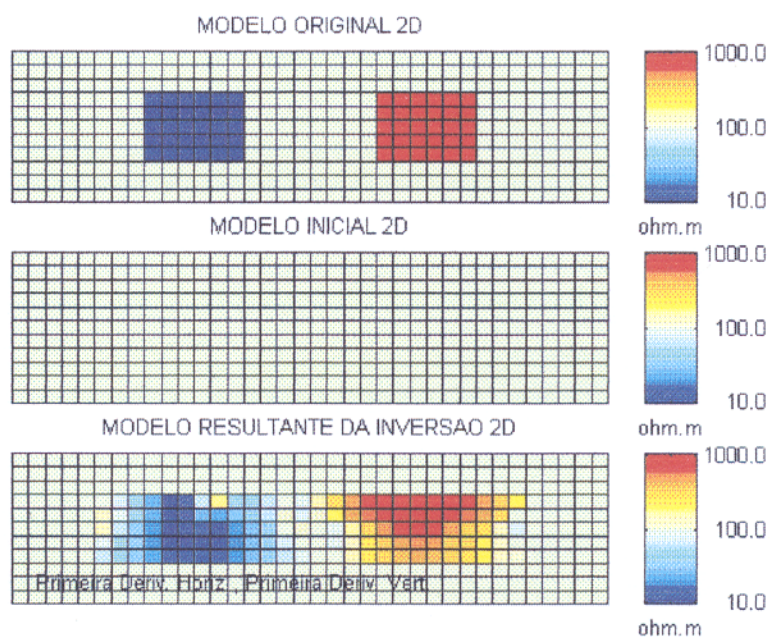 MODELO ORIGINAL 2D
1000.0
100.0
10.0
ohm.m
MODELO INICIAL 2D
1000.0
100.0
10.0
ohm.m
MODELO RESULTANTE DA INVERSAO 2D
1000.0
100.0
10.0
ohm.m
Primeira Deriv. Horiz. , Primeira Deriv. Vert